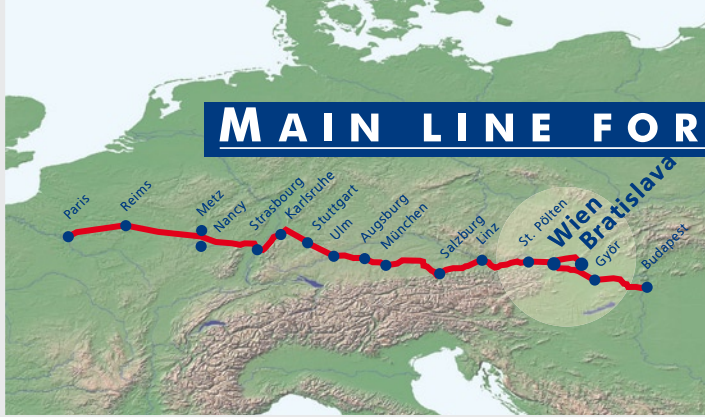 MAIN LINE FOR
Paris
Reims
Metz
Nancy
Strasbourg
Karlsruhe
Stuttgart
Ulm
Augsburg
München
Salzburg
Linz
St. Pölten
Wien
Bratislava
Györ
Budapest